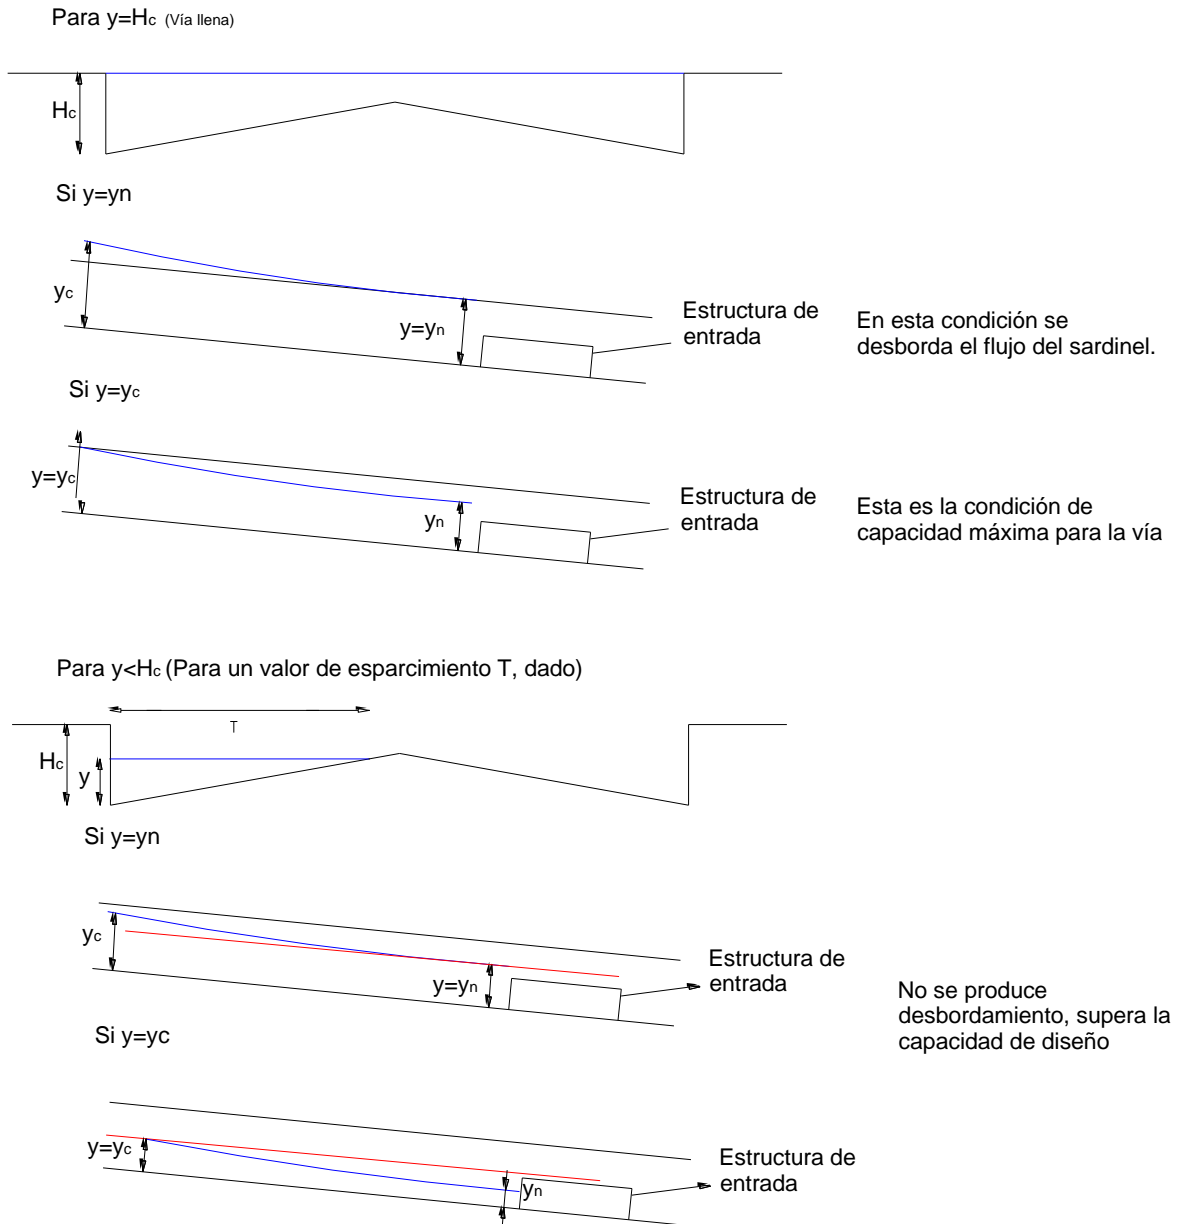 Para y=Hc (Vía llena)
Hc
Si y=yn
yc
y=yn
Estructura de
entrada
En esta condición se
desborda el flujo del sardinel.
Si y=yc
y=yc
yn
Estructura de
entrada
Esta es la condición de
capacidad máxima para la vía
Para y<Hc (Para un valor de esparcimiento T, dado)
T
Hc
y
Si y=yn
yc
y=yn
Estructura de
entrada
No se produce
desbordamiento, supera la
capacidad de diseño
Si y=yc
y=yc
yn
Estructura de
entrada